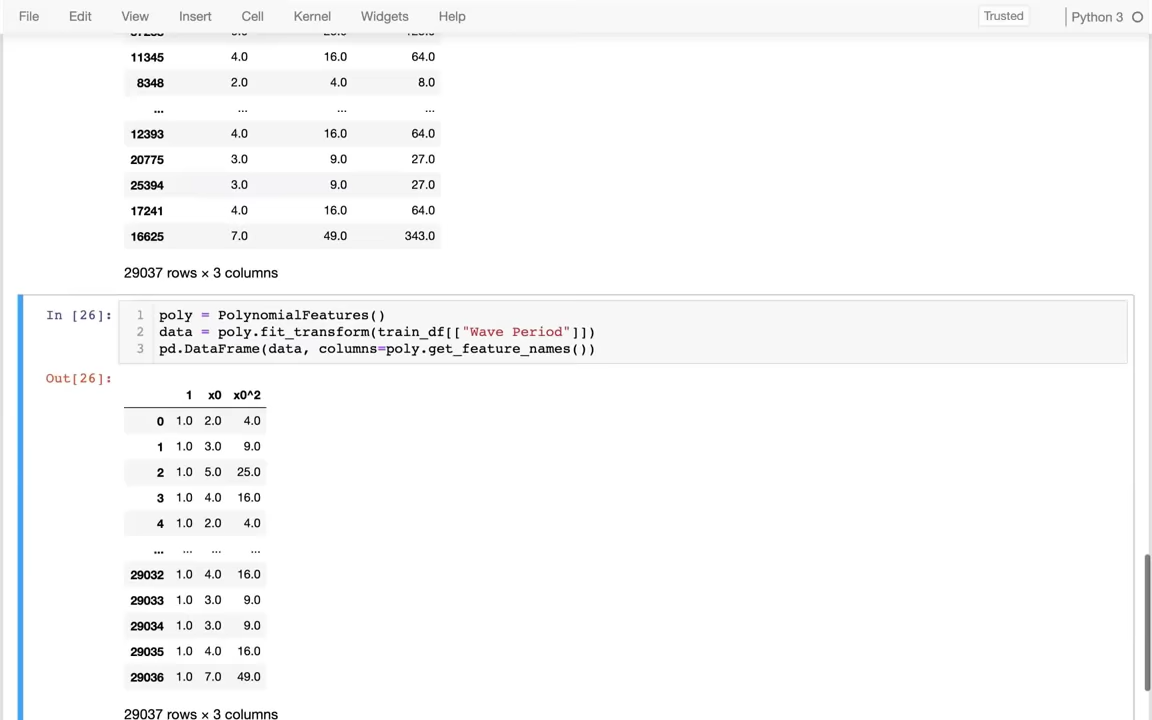 File Edit View Insert Cell Kernel Widgets Help Trusted Python 3
11345 4.0 16.0 64.0
8348 2.0 4.0 8.0
... ... ... ...
12393 4.0 16.0 64.0
20775 3.0 9.0 27.0
25394 3.0 9.0 27.0
17241 4.0 16.0 64.0
16625 7.0 49.0 343.0
29037 rows × 3 columns
In [26]: 1 poly = PolynomialFeatures()
2 data = poly.fit_transform(train_df[["Wave Period"]])
3 pd.DataFrame(data, columns=poly.get_feature_names())
Out[26]:
1 x0 x0^2
0 1.0 2.0 4.0
1 1.0 3.0 9.0
2 1.0 5.0 25.0
3 1.0 4.0 16.0
4 1.0 2.0 4.0
... ... ... ...
29032 1.0 4.0 16.0
29033 1.0 3.0 9.0
29034 1.0 3.0 9.0
29035 1.0 4.0 16.0
29036 1.0 7.0 49.0
29037 rows × 3 columns